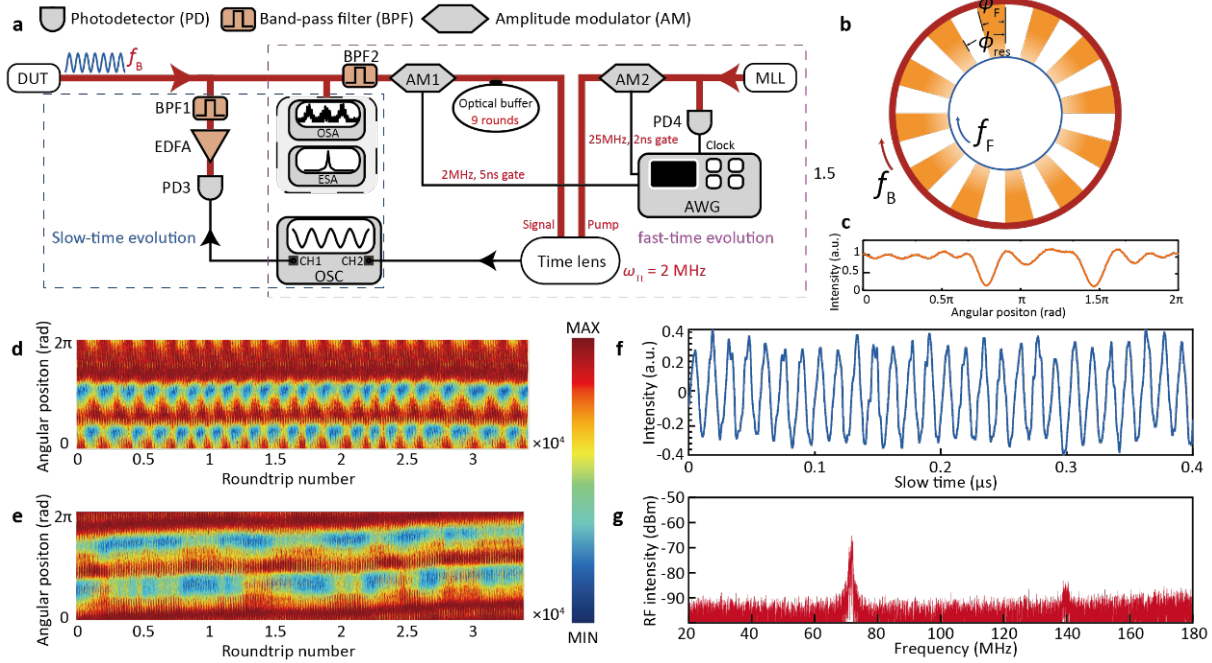 a
Photodetector (PD)
Band-pass filter (BPF)
Amplitude modulator (AM)
DUT
f_B
BPF1
EDFA
PD3
Slow-time evolution
BPF2
OSA
ESA
CH1
CH2
OSC
AM1
Optical buffer
9 rounds
2MHz, 5ns gate
AM2
MLL
25MHz, 2ns gate
PD4
Clock
AWG
Signal
Pump
fast-time evolution
Time lens
1.5
b
ϕ_F
ϕ_res
f_F
f_B
c
Intensity (a.u.)
1
0.5
0
0
0.5π
π
1.5π
2π
Angular positon (rad)
d
Angular positon (rad)
2π
0
0
0.5
1
1.5
2
2.5
3
×10⁴
Roundtrip number
e
Angular positon (rad)
2π
0
0
0.5
1
1.5
2
2.5
3
×10⁴
Roundtrip number
MAX
MIN
f
Intensity (a.u.)
0.4
0.2
0
-0.2
-0.4
0
0.1
0.2
0.3
0.4
Slow time (μs)
g
RF intensity (dBm)
-50
-60
-70
-80
-90
20
40
60
80
100
120
140
160
180
Frequency (MHz)